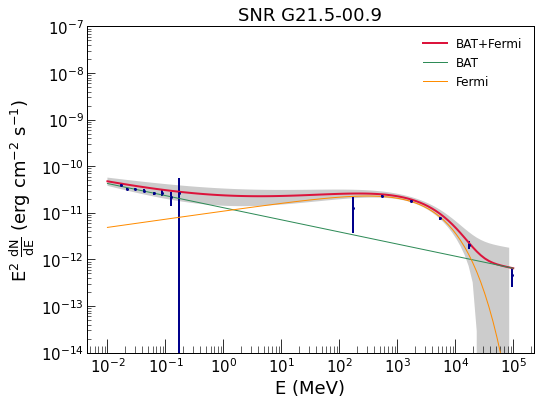 SNR G21.5-00.9
E² dN/dE (erg cm⁻² s⁻¹)
10⁻⁷
10⁻⁸
10⁻⁹
10⁻¹⁰
10⁻¹¹
10⁻¹²
10⁻¹³
10⁻¹⁴
BAT+Fermi
BAT
Fermi
10⁻² 10⁻¹ 10⁰ 10¹ 10² 10³ 10⁴ 10⁵
E (MeV)